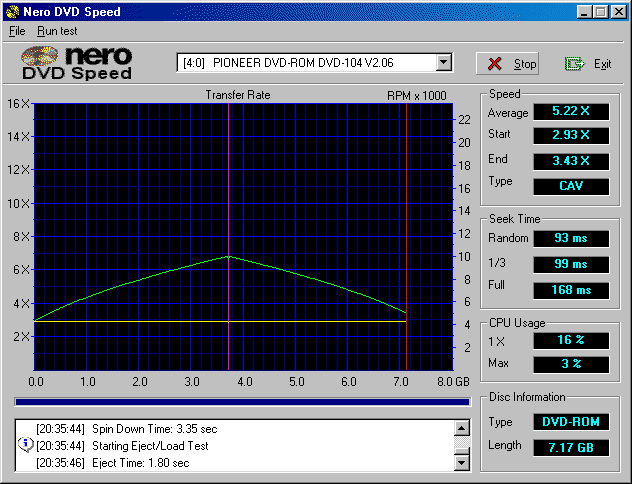 Nero DVD Speed
File Run test
nero
DVD Speed
[4:0] PIONEER DVD-ROM DVD-104 V2.06
Stop
Exit
Transfer Rate
RPM x 1000
16 X
14 X
12 X
10 X
8 X
6 X
4 X
2 X
22
20
18
16
14
12
10
8
6
4
2
0.0 1.0 2.0 3.0 4.0 5.0 6.0 7.0 8.0 GB
[20:35:44] Spin Down Time: 3.35 sec
[20:35:44] Starting Eject/Load Test
[20:35:46] Eject Time: 1.80 sec
Speed
Average 5.22 X
Start 2.93 X
End 3.43 X
Type CAV
Seek Time
Random 93 ms
1/3 99 ms
Full 168 ms
CPU Usage
1 X 16 %
Max 3 %
Disc Information
Type DVD-ROM
Length 7.17 GB